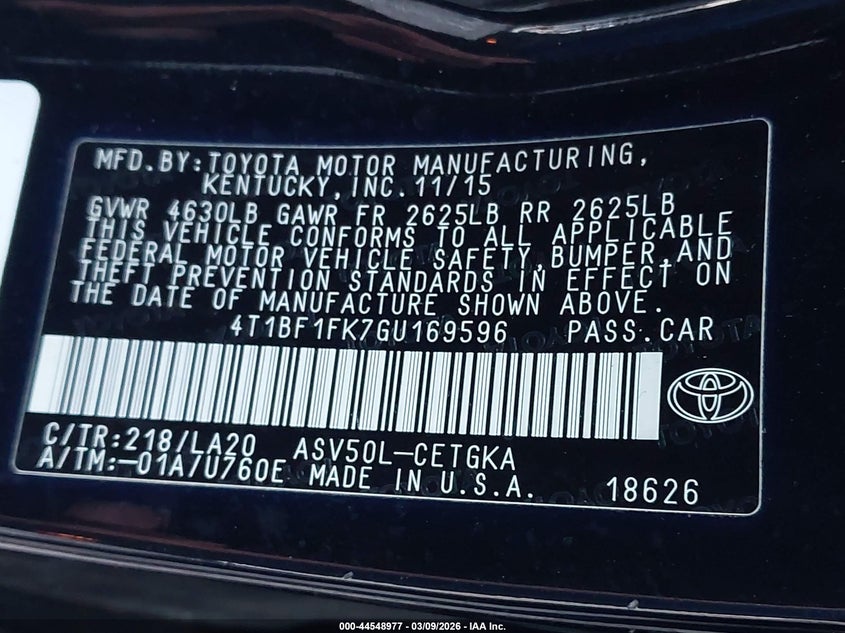 MFD.BY:TOYOTA MOTOR MANUFACTURING,
KENTUCKY,INC.11/15
GVWR 4630LB GAWR FR 2625LB RR 2625LB
THIS VEHICLE CONFORMS TO ALL APPLICABLE
FEDERAL MOTOR VEHICLE SAFETY,BUMPER,AND
THEFT PREVENTION STANDARDS IN EFFECT ON
THE DATE OF MANUFACTURE SHOWN ABOVE.
4T1BF1FK7GU169596 PASS.CAR
C/TR:218/LA20 ASV50L-CETGKA
A/TM:-01A/U760E MADE IN U.S.A. 18626
000-44548977 - 03/09/2026 - IAA Inc.